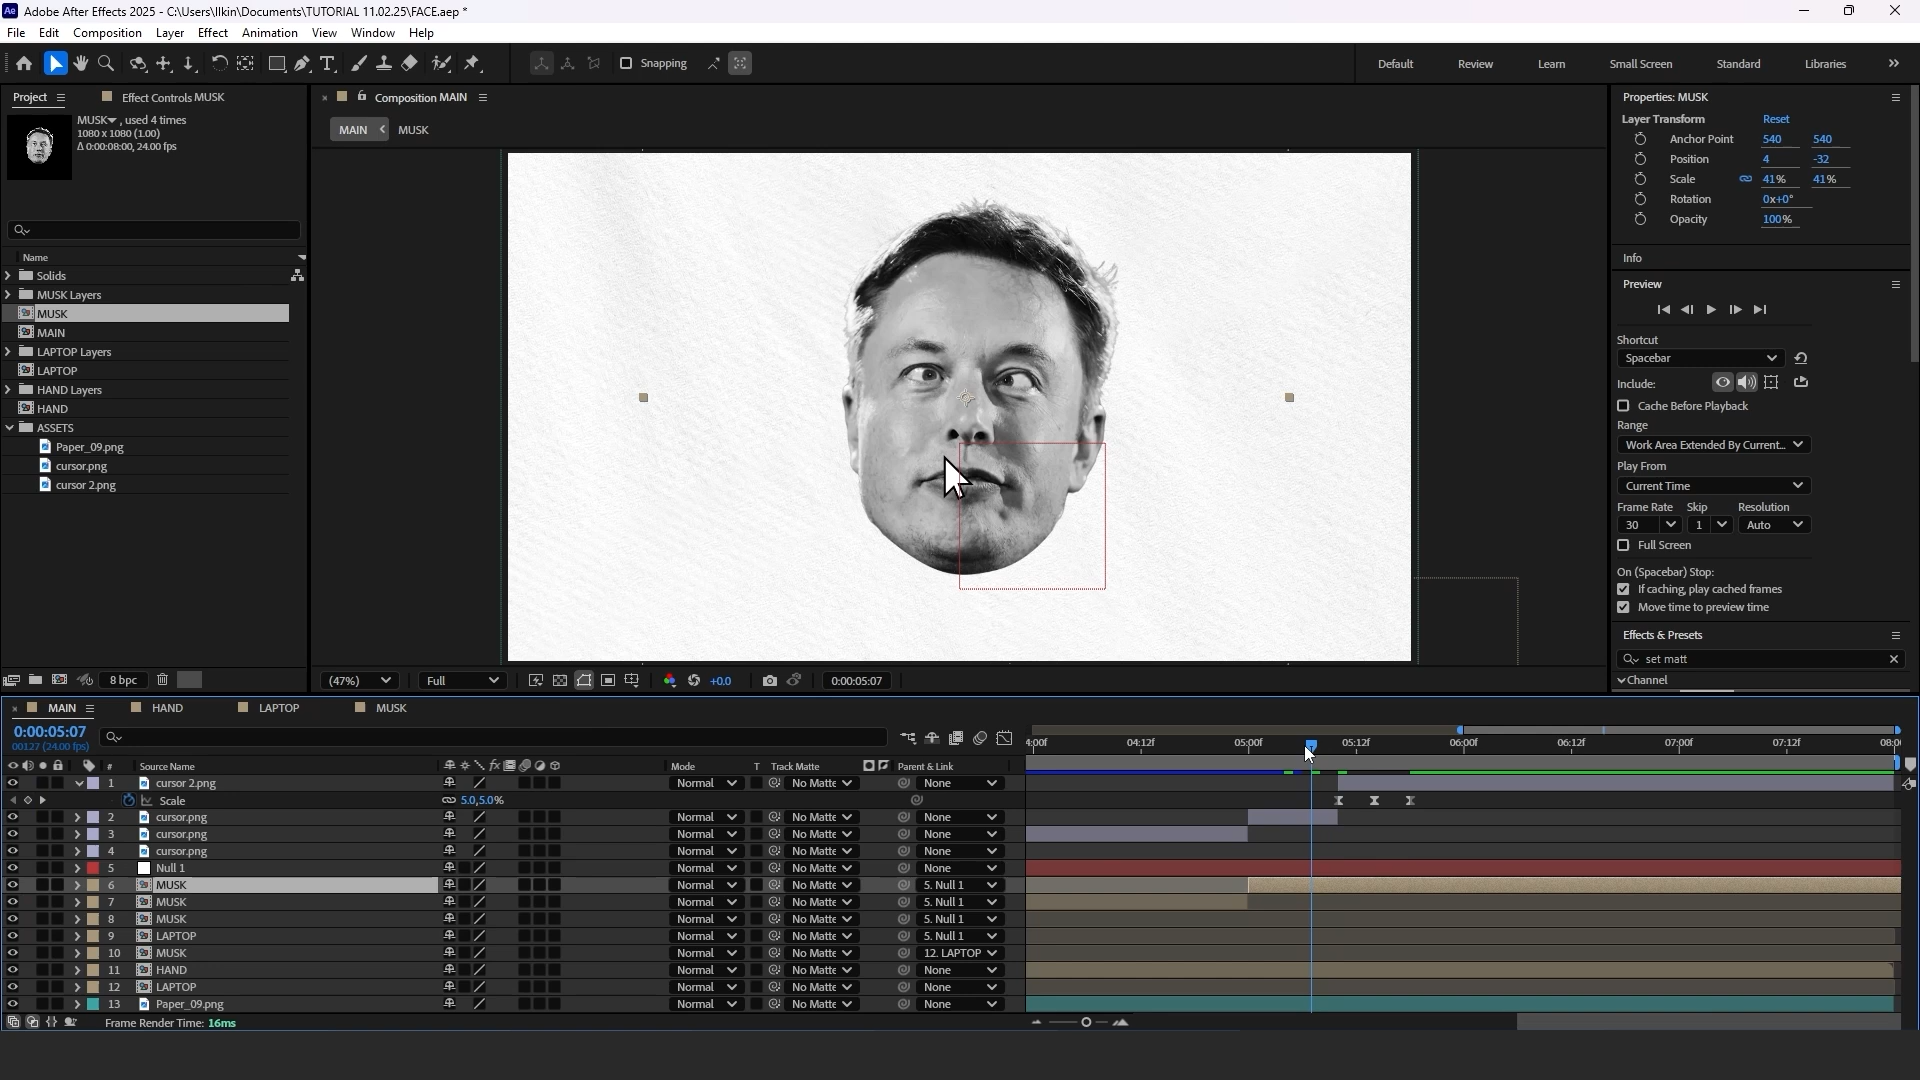 Ae Adobe After Effects 2025 - C:\Users\Ilkin\Documents\TUTORIAL 11.02.25\FACE.aep *
File Edit Composition Layer Effect Animation View Window Help
Snapping
Default Review Learn Small Screen Standard Libraries
Project
Effect Controls MUSK
MUSK , used 4 times
1080 x 1080 (1.00)
Δ 0:00:08:00, 24.00 fps
Name
Solids
MUSK Layers
MUSK
MAIN
LAPTOP Layers
LAPTOP
HAND Layers
HAND
ASSETS
Paper_09.png
cursor.png
cursor 2.png
8 bpc
Composition MAIN
MAIN MUSK
(47%) Full +0.0 0:00:05:07
Properties: MUSK
Layer Transform Reset
Anchor Point 540 540
Position 4 -32
Scale 41% 41%
Rotation 0x+0°
Opacity 100%
Info
Preview
Shortcut
Spacebar
Include:
Cache Before Playback
Range
Work Area Extended By Current...
Play From
Current Time
Frame Rate Skip Resolution
30 1 Auto
Full Screen
On (Spacebar) Stop:
If caching, play cached frames
Move time to preview time
Effects & Presets
set matt
Channel
MAIN HAND LAPTOP MUSK
0:00:05:07
00127 (24.00 fps)
4:00f 04:12f 05:00f 05:12f 06:00f 06:12f 07:00f 07:12f 08:0
# Source Name fx Mode T Track Matte Parent & Link
1 cursor 2.png Normal No Matte None
Scale 5.0,5.0%
2 cursor.png Normal No Matte None
3 cursor.png Normal No Matte None
4 cursor.png Normal No Matte None
5 Null 1 Normal No Matte None
6 MUSK Normal No Matte 5. Null 1
7 MUSK Normal No Matte 5. Null 1
8 MUSK Normal No Matte 5. Null 1
9 LAPTOP Normal No Matte 5. Null 1
10 MUSK Normal No Matte 12. LAPTOP
11 HAND Normal No Matte None
12 LAPTOP Normal No Matte None
13 Paper_09.png Normal No Matte None
Frame Render Time: 16ms